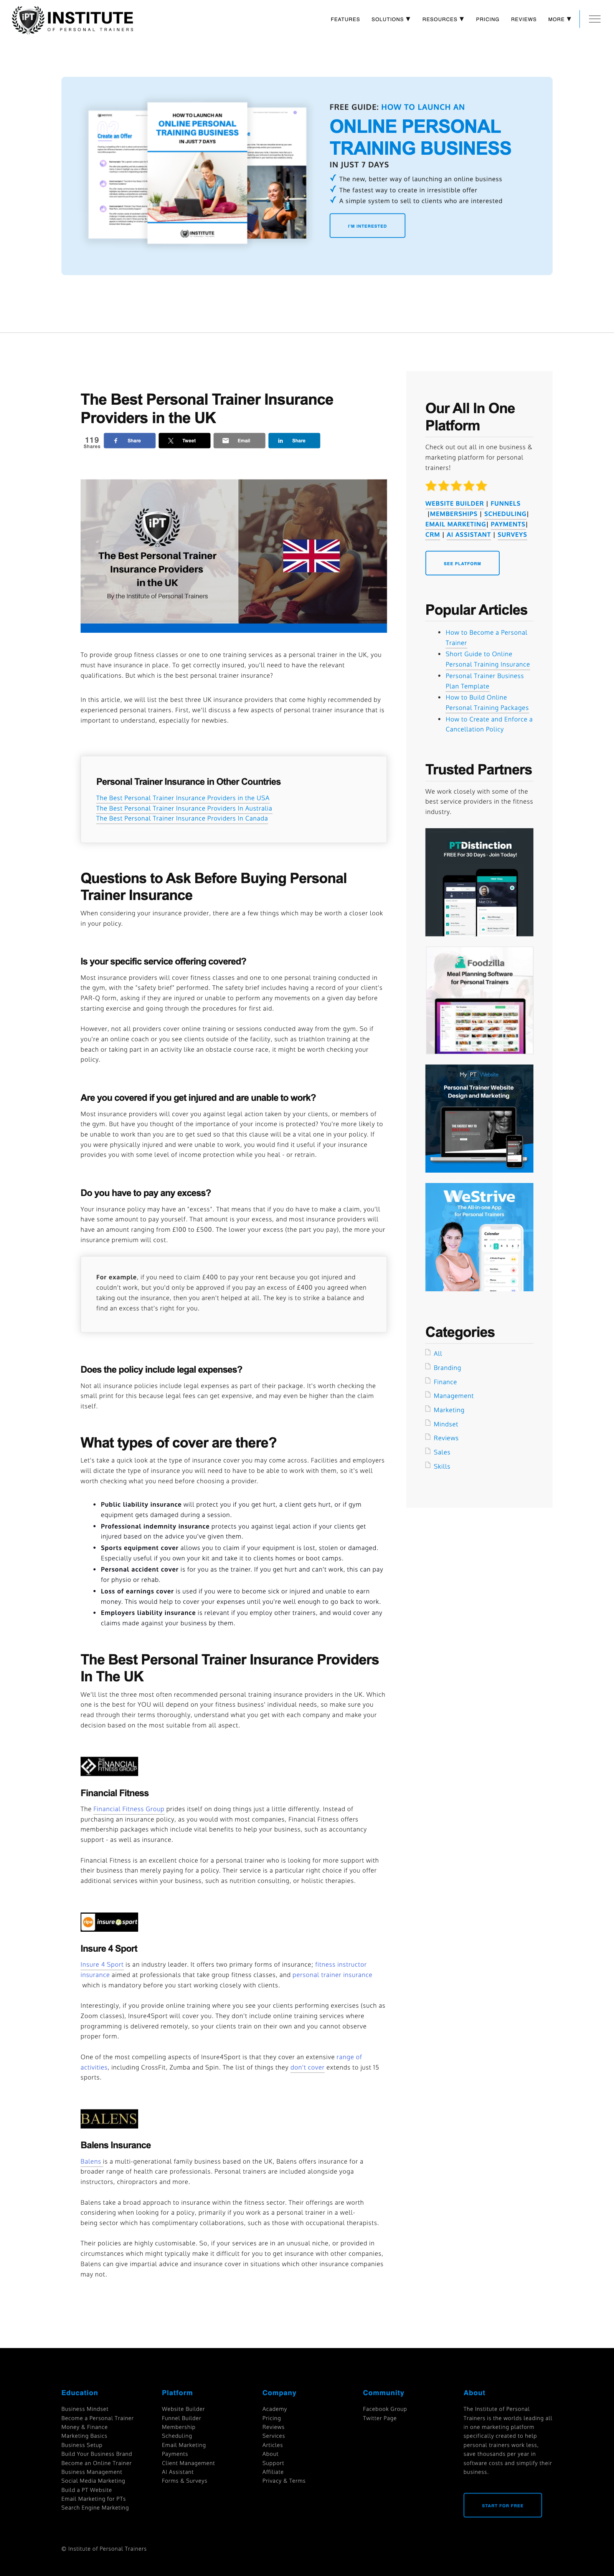 iPT INSTITUTE
OF PERSONAL TRAINERS
FEATURES SOLUTIONS ▼ RESOURCES ▼ PRICING REVIEWS MORE ▼
Create an Offer
HOW TO LAUNCH AN
ONLINE PERSONAL
TRAINING BUSINESS
IN JUST 7 DAYS
INSTITUTE
FREE GUIDE: HOW TO LAUNCH AN
ONLINE PERSONAL
TRAINING BUSINESS
IN JUST 7 DAYS
The new, better way of launching an online business
The fastest way to create in irresistible offer
A simple system to sell to clients who are interested
I'M INTERESTED
The Best Personal Trainer Insurance
Providers in the UK
119
Shares
Share
Tweet
Email
Share
iPT
The Best Personal Trainer
Insurance Providers
in the UK
By the Institute of Personal Trainers
To provide group fitness classes or one to one training services as a personal trainer in the UK, you
must have insurance in place. To get correctly insured, you'll need to have the relevant
qualifications. But which is the best personal trainer insurance?
In this article, we will list the best three UK insurance providers that come highly recommended by
experienced personal trainers. First, we'll discuss a few aspects of personal trainer insurance that is
important to understand, especially for newbies.
Personal Trainer Insurance in Other Countries
The Best Personal Trainer Insurance Providers in the USA
The Best Personal Trainer Insurance Providers In Australia
The Best Personal Trainer Insurance Providers In Canada
Questions to Ask Before Buying Personal
Trainer Insurance
When considering your insurance provider, there are a few things which may be worth a closer look
in your policy.
Is your specific service offering covered?
Most insurance providers will cover fitness classes and one to one personal training conducted in
the gym, with the "safety brief" performed. The safety brief includes having a record of your client's
PAR-Q form, asking if they are injured or unable to perform any movements on a given day before
starting exercise and going through the procedures for first aid.
However, not all providers cover online training or sessions conducted away from the gym. So if
you're an online coach or you see clients outside of the facility, such as triathlon training at the
beach or taking part in an activity like an obstacle course race, it might be worth checking your
policy.
Are you covered if you get injured and are unable to work?
Most insurance providers will cover you against legal action taken by your clients, or members of
the gym. But have you thought of the importance of your income is protected? You're more likely to
be unable to work than you are to get sued so that this clause will be a vital one in your policy. If
you were physically injured and were unable to work would you find it useful if your insurance
provides you with some level of income protection while you heal - or retrain.
Do you have to pay any excess?
Your insurance policy may have an "excess". That means that if you do have to make a claim, you'll
have some amount to pay yourself. That amount is your excess, and most insurance providers will
have an amount ranging from £100 to £500. The lower your excess (the part you pay), the more your
insurance premium will cost.
For example, if you need to claim £400 to pay your rent because you got injured and
couldn't work, but you'd only be approved if you pay an excess of £400 you agreed when
taking out the insurance, then you aren't helped at all. The key is to strike a balance and
find an excess that's right for you.
Does the policy include legal expenses?
Not all insurance policies include legal expenses as part of their package. It's worth checking the
small print for this because legal fees can get expensive, and may even be higher than the claim
itself.
What types of cover are there?
Let's take a quick look at the type of insurance cover you may come across. Facilities and employers
will dictate the type of insurance you will need to have to be able to work with them, so it's well
worth checking what you need before choosing a provider.
Public liability insurance will protect you if you get hurt, a client gets hurt, or if gym
equipment gets damaged during a session.
Professional indemnity insurance protects you against legal action if your clients get
injured based on the advice you've given them.
Sports equipment cover allows you to claim if your equipment is lost, stolen or damaged.
Especially useful if you own your kit and take it to clients homes or boot camps.
Personal accident cover is for you as the trainer. If you get hurt and can't work, this can pay
for physio or rehab.
Loss of earnings cover is used if you were to become sick or injured and unable to earn
money. This would help to cover your expenses until you're well enough to go back to work.
Employers liability insurance is relevant if you employ other trainers, and would cover any
claims made against your business by them.
The Best Personal Trainer Insurance Providers
In The UK
We'll list the three most often recommended personal training insurance providers in the UK. Which
one is the best for YOU will depend on your fitness business' individual needs, so make sure you
read through their terms thoroughly, understand what you get with each company and make your
decision based on the most suitable from all aspect.
THE FINANCIAL
FITNESS GROUP
Financial Fitness
The Financial Fitness Group prides itself on doing things just a little differently. Instead of
purchasing an insurance policy, as you would with most companies, Financial Fitness offers
membership packages which include vital benefits to help your business, such as accountancy
support - as well as insurance.
Financial Fitness is an excellent choice for a personal trainer who is looking for more support with
their business than merely paying for a policy. Their service is a particular right choice if you offer
additional services within your business, such as nutrition consulting, or holistic therapies.
insure4sport
Insure 4 Sport
Insure 4 Sport is an industry leader. It offers two primary forms of insurance; fitness instructor
insurance aimed at professionals that take group fitness classes, and personal trainer insurance
which is mandatory before you start working closely with clients.
Interestingly, if you provide online training where you see your clients performing exercises (such as
Zoom classes), Insure4Sport will cover you. They don't include online training services where
programming is delivered remotely, so your clients train on their own and you cannot observe
proper form.
One of the most compelling aspects of Insure4Sport is that they cover an extensive range of
activities, including CrossFit, Zumba and Spin. The list of things they don't cover extends to just 15
sports.
BALENS
Balens Insurance
Balens is a multi-generational family business based on the UK, Balens offers insurance for a
broader range of health care professionals. Personal trainers are included alongside yoga
instructors, chiropractors and more.
Balens take a broad approach to insurance within the fitness sector. Their offerings are worth
considering when looking for a policy, primarily if you work as a personal trainer in a well-
being sector which has complimentary collaborations, such as those with occupational therapists.
Their policies are highly customisable. So, if your services are in an unusual niche, or provided in
circumstances which might typically make it difficult for you to get insurance with other companies,
Balens can give impartial advice and insurance cover in situations which other insurance companies
may not.
Our All In One
Platform
Check out out all in one business &
marketing platform for personal
trainers!
WEBSITE BUILDER | FUNNELS
|MEMBERSHIPS | SCHEDULING|
EMAIL MARKETING| PAYMENTS|
CRM | AI ASSISTANT | SURVEYS
SEE PLATFORM
Popular Articles
How to Become a Personal
Trainer
Short Guide to Online
Personal Training Insurance
Personal Trainer Business
Plan Template
How to Build Online
Personal Training Packages
How to Create and Enforce a
Cancellation Policy
Trusted Partners
We work closely with some of the
best service providers in the fitness
industry.
PTDistinction
FREE For 30 Days - Join Today!
Foodzilla
Meal Planning Software
for Personal Trainers
My PT Website
Personal Trainer Website
Design and Marketing
WeStrive
The All-in-One App
for Personal Trainers
Calendar
Categories
All
Branding
Finance
Management
Marketing
Mindset
Reviews
Sales
Skills
Education
Business Mindset
Become a Personal Trainer
Money & Finance
Marketing Basics
Business Setup
Build Your Business Brand
Become an Online Trainer
Business Management
Social Media Marketing
Build a PT Website
Email Marketing for PTs
Search Engine Marketing
Platform
Website Builder
Funnel Builder
Membership
Scheduling
Email Marketing
Payments
Client Management
AI Assistant
Forms & Surveys
Company
Academy
Pricing
Reviews
Services
Articles
About
Support
Affiliate
Privacy & Terms
Community
Facebook Group
Twitter Page
About
The Institute of Personal
Trainers is the worlds leading all
in one marketing platform
specifically created to help
personal trainers work less,
save thousands per year in
software costs and simplify their
business.
START FOR FREE
© Institute of Personal Trainers